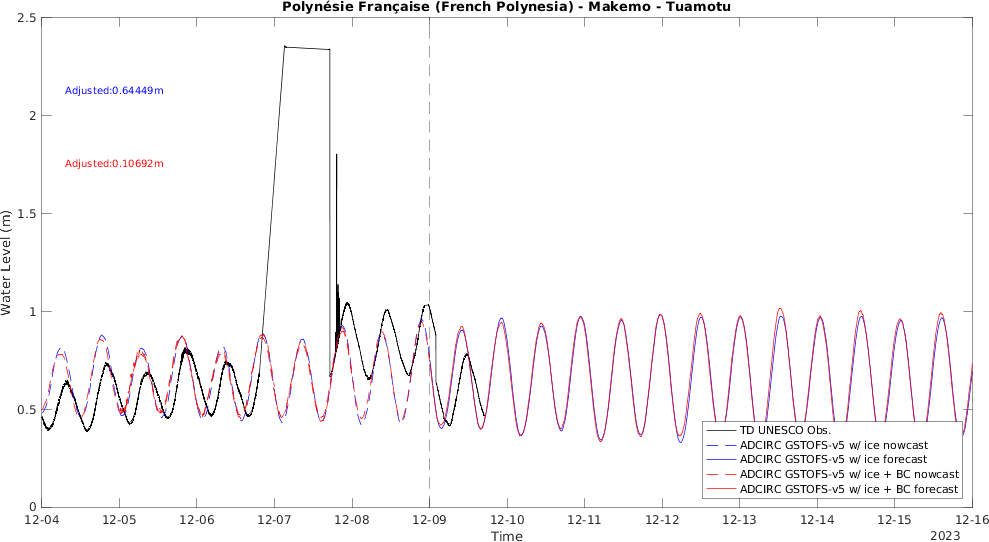 Polynésie Française (French Polynesia) - Makemo - Tuamotu
2.5
2
1.5
1
0.5
0
Water Level (m)
Adjusted:0.64449m
Adjusted:0.10692m
TD UNESCO Obs.
ADCIRC GSTOFS-v5 w/ ice nowcast
ADCIRC GSTOFS-v5 w/ ice forecast
ADCIRC GSTOFS-v5 w/ ice + BC nowcast
ADCIRC GSTOFS-v5 w/ ice + BC forecast
12-04 12-05 12-06 12-07 12-08 12-09 12-10 12-11 12-12 12-13 12-14 12-15 12-16
Time
2023